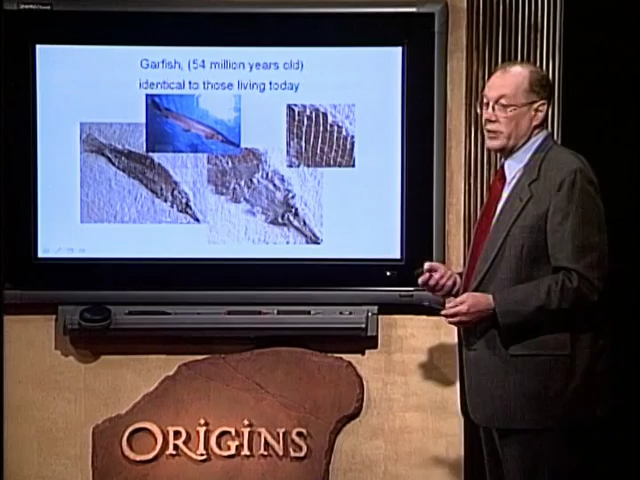 Garfish, (54 million years old)
identical to those living today
ORiGiNS